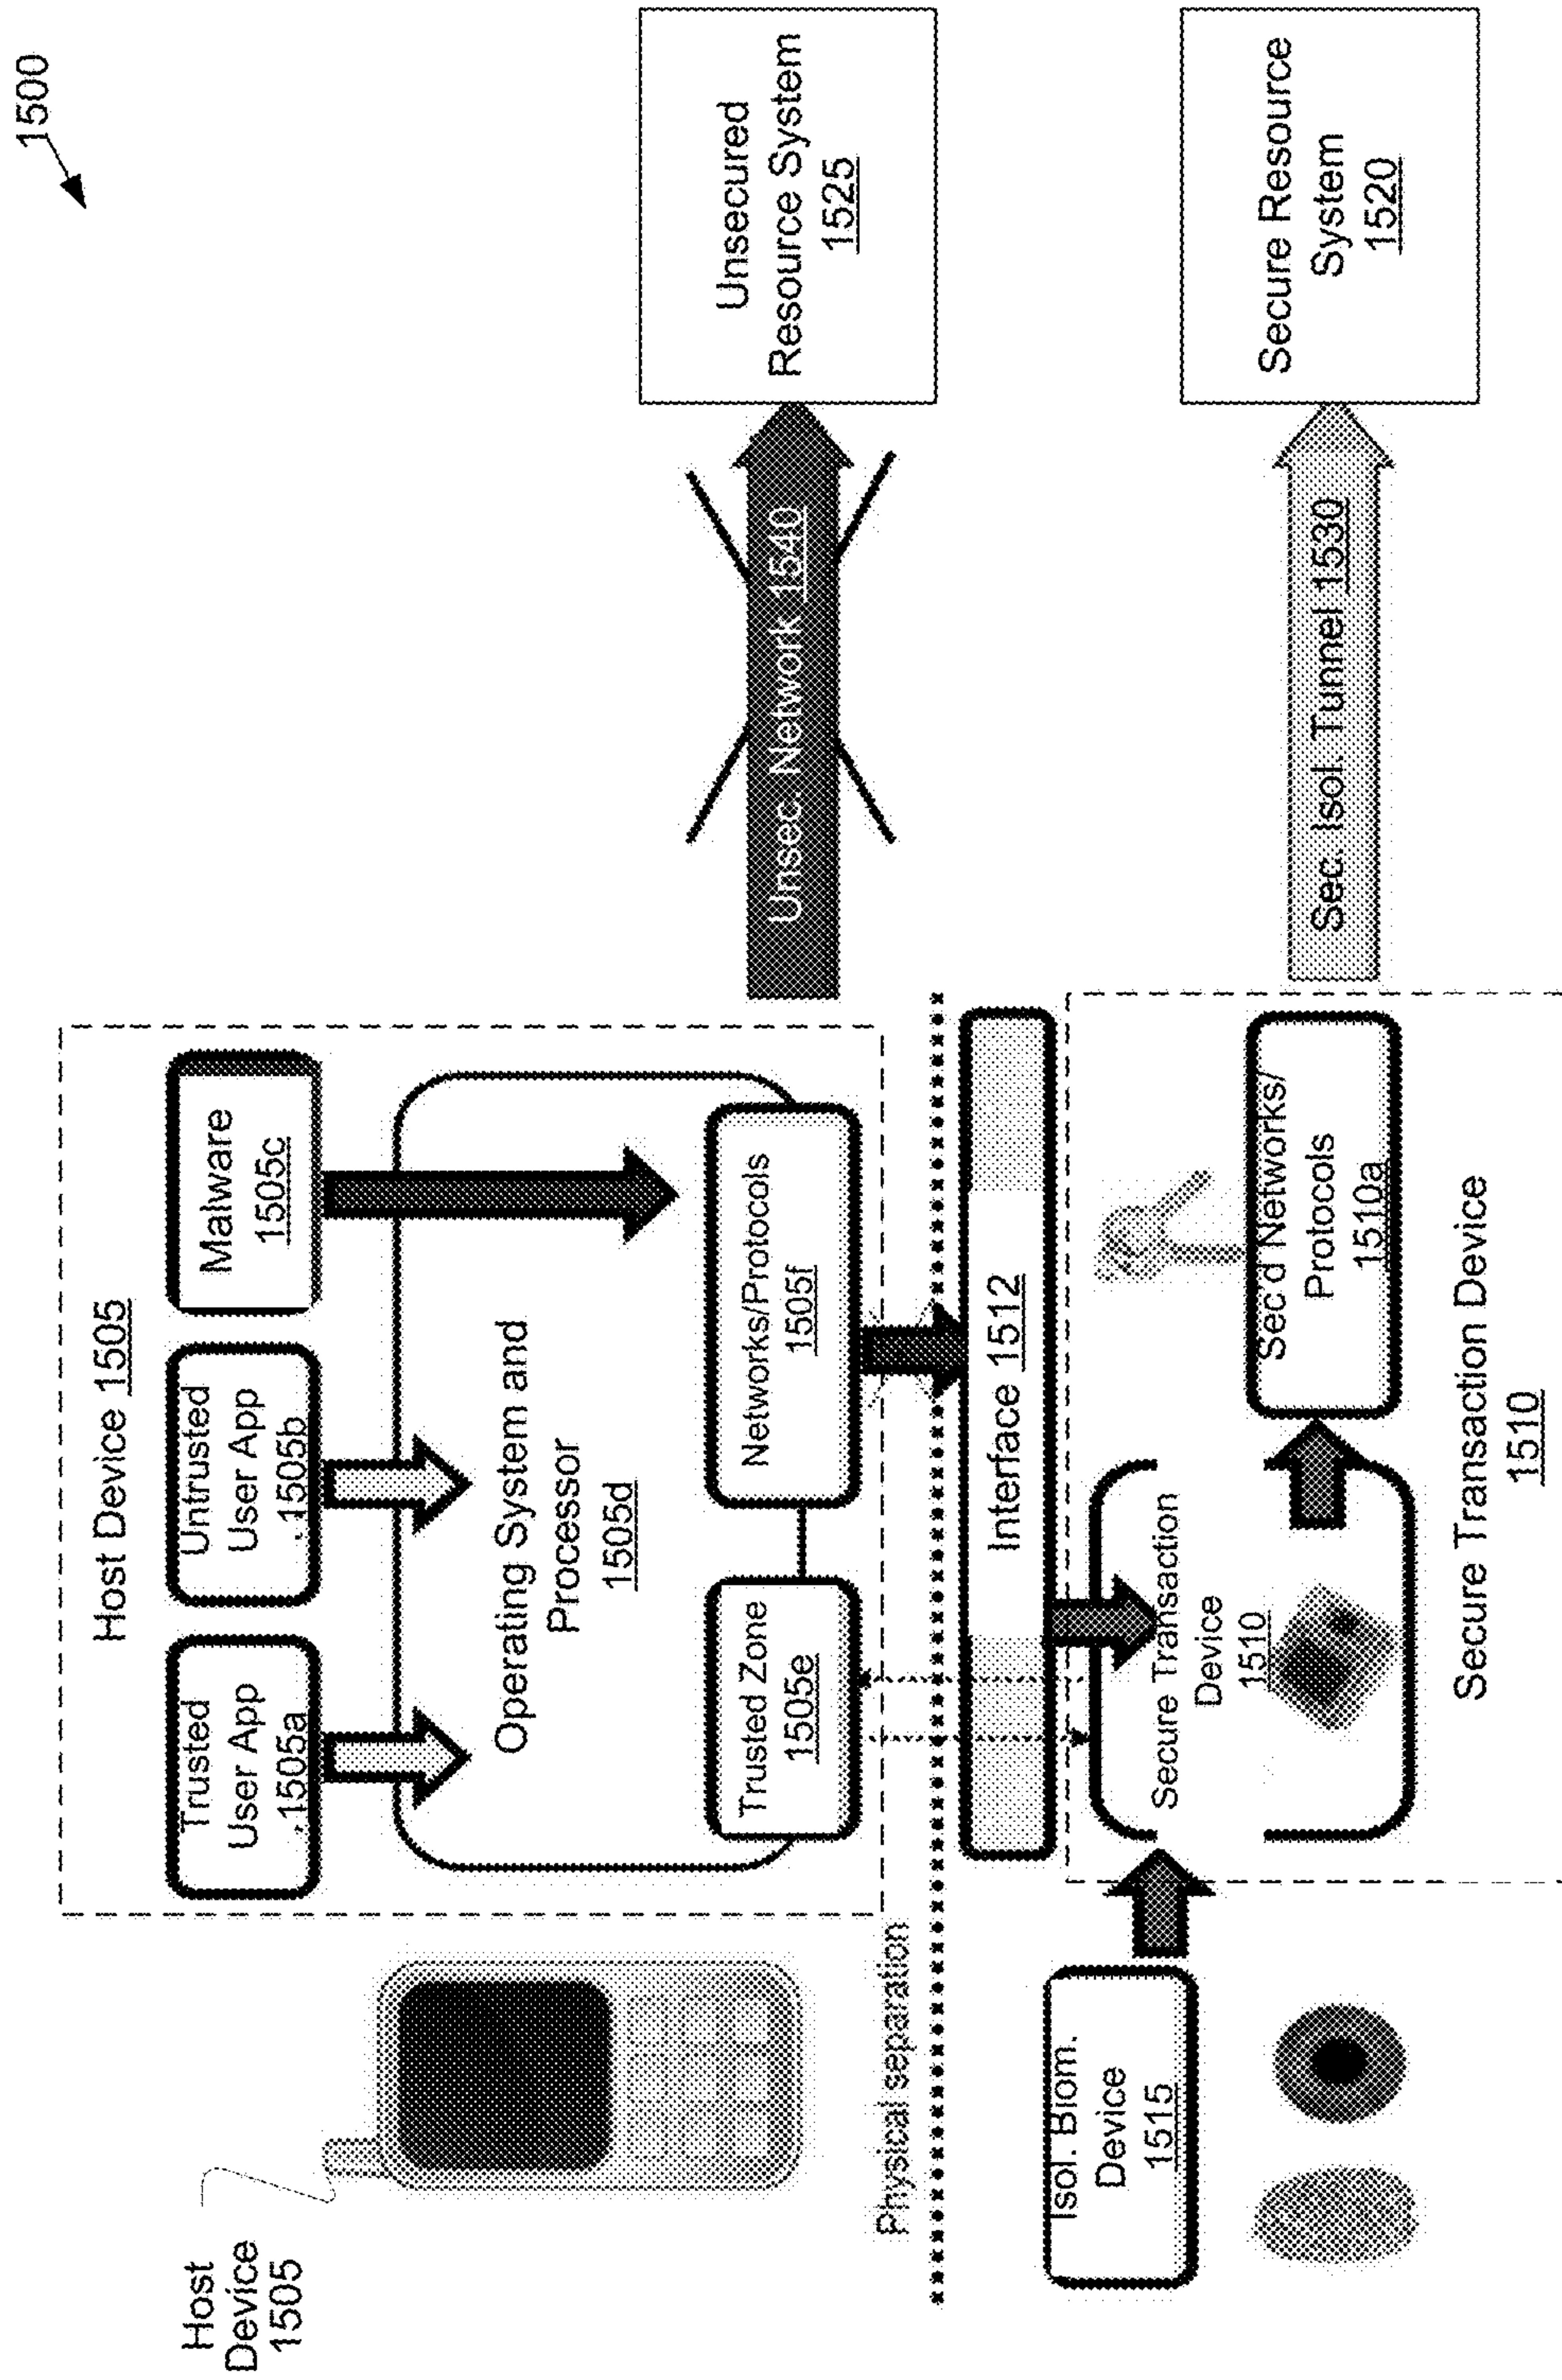 1500
Host
Device
1505
Host Device 1505
Trusted
User App
1505a
Untrusted
User App
1505b
Malware
1505c
Operating System and
Processor
1505d
Trusted Zone
1505e
Networks/Protocols
1505f
Unsec. Network 1540
Unsecured
Resource System
1525
Physical separation
Interface 1512
Isol. Biom.
Device
1515
Secure Transaction
Device
1510
Sec'd Networks/
Protocols
1510a
Secure Transaction Device
1510
Sec. Isol. Tunnel 1530
Secure Resource
System
1520